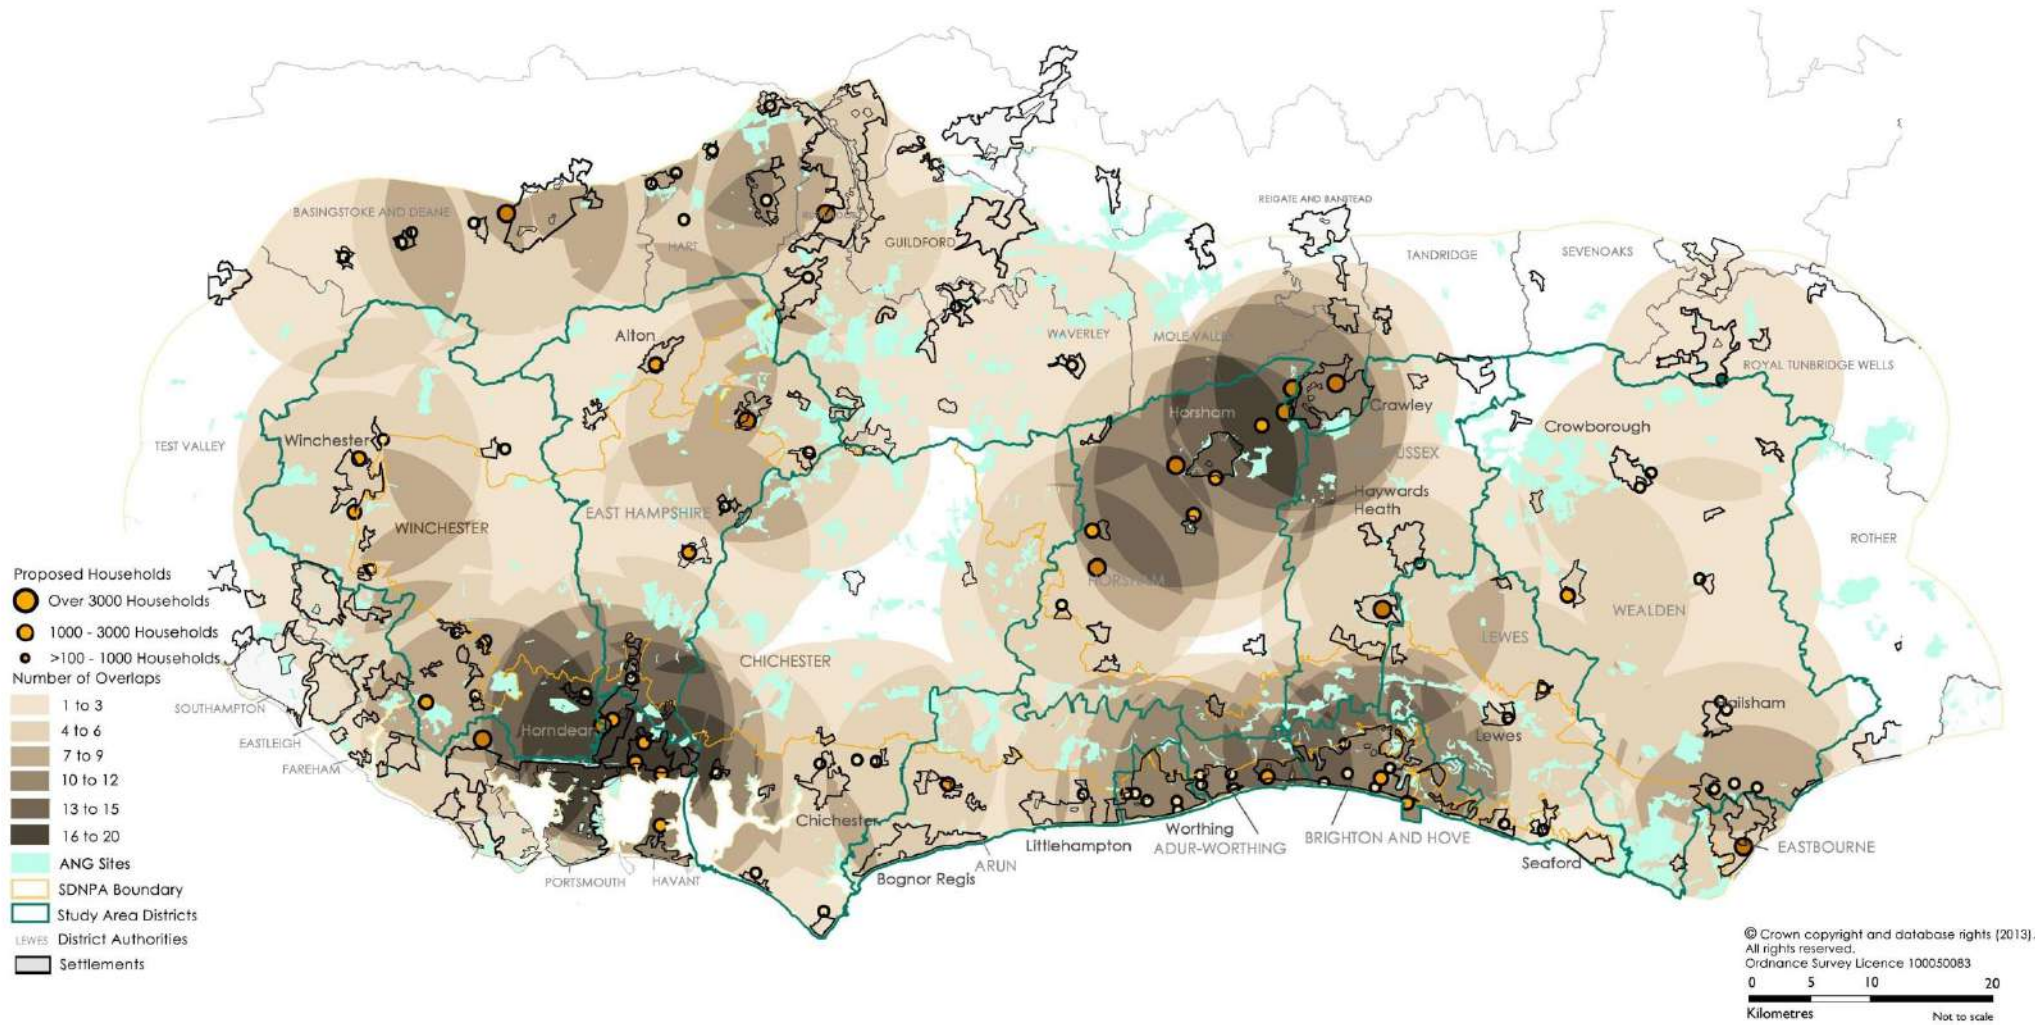 REIGATE AND BANSTEAD
BASINGSTOKE AND DEANE
HART
GUILDFORD
TANDRIDGE
SEVENOAKS
Alton
WAVERLEY
MOLE VALLEY
ROYAL TUNBRIDGE WELLS
Horsham
Crawley
TEST VALLEY
Winchester
Crowborough
USSEX
Haywards
Heath
WINCHESTER
EAST HAMPSHIRE
ROTHER
HORSHAM
WEALDEN
LEWES
CHICHESTER
SOUTHAMPTON
Horndean
Hailsham
Lewes
EASTLEIGH
FAREHAM
Chichester
Worthing
Littlehampton
ADUR-WORTHING
BRIGHTON AND HOVE
EASTBOURNE
Seaford
ARUN
Bognor Regis
PORTSMOUTH
HAVANT
Proposed Households
Over 3000 Households
1000 - 3000 Households
>100 - 1000 Households
Number of Overlaps
1 to 3
4 to 6
7 to 9
10 to 12
13 to 15
16 to 20
ANG Sites
SDNPA Boundary
Study Area Districts
LEWES District Authorities
Settlements
© Crown copyright and database rights (2013).
All rights reserved.
Ordnance Survey Licence 100050083
0 5 10 20
Kilometres Not to scale